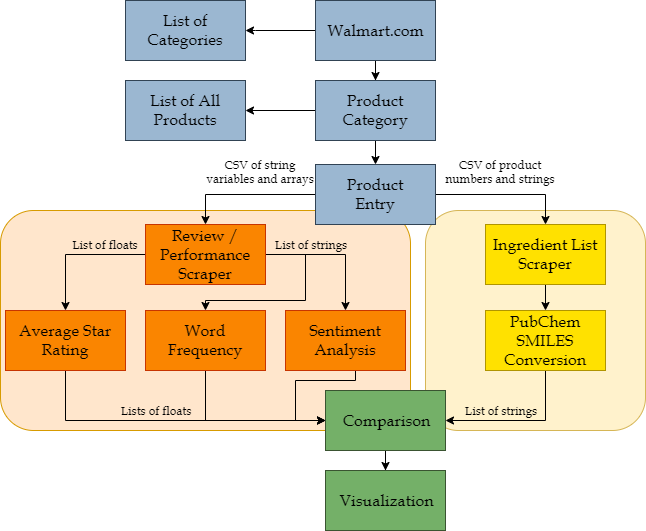 List of
Categories
Walmart.com
List of All
Products
Product
Category
CSV of string
variables and arrays
Product
Entry
CSV of product
numbers and strings
List of floats
Review /
Performance
Scraper
List of strings
Ingredient List
Scraper
Average Star
Rating
Word
Frequency
Sentiment
Analysis
PubChem
SMILES
Conversion
Lists of floats
Comparison
List of strings
Visualization